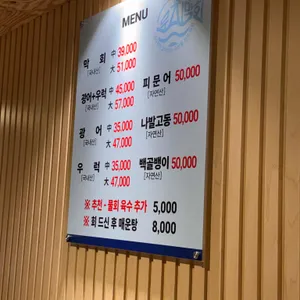 MENU
막 회 中 39,000
[국내산] 大 51,000
광어+우럭 中 45,000 피 문 어 50,000
[국내산] 大 57,000 [자연산]
광 어 中 35,000 나발고동 50,000
[국내산] 大 47,000 [자연산]
우 럭 中 35,000 백골뱅이 50,000
[국내산] 大 47,000 [자연산]
※ 추천 - 물회 육수 추가 5,000
※ 회 드신 후 매운탕 8,000